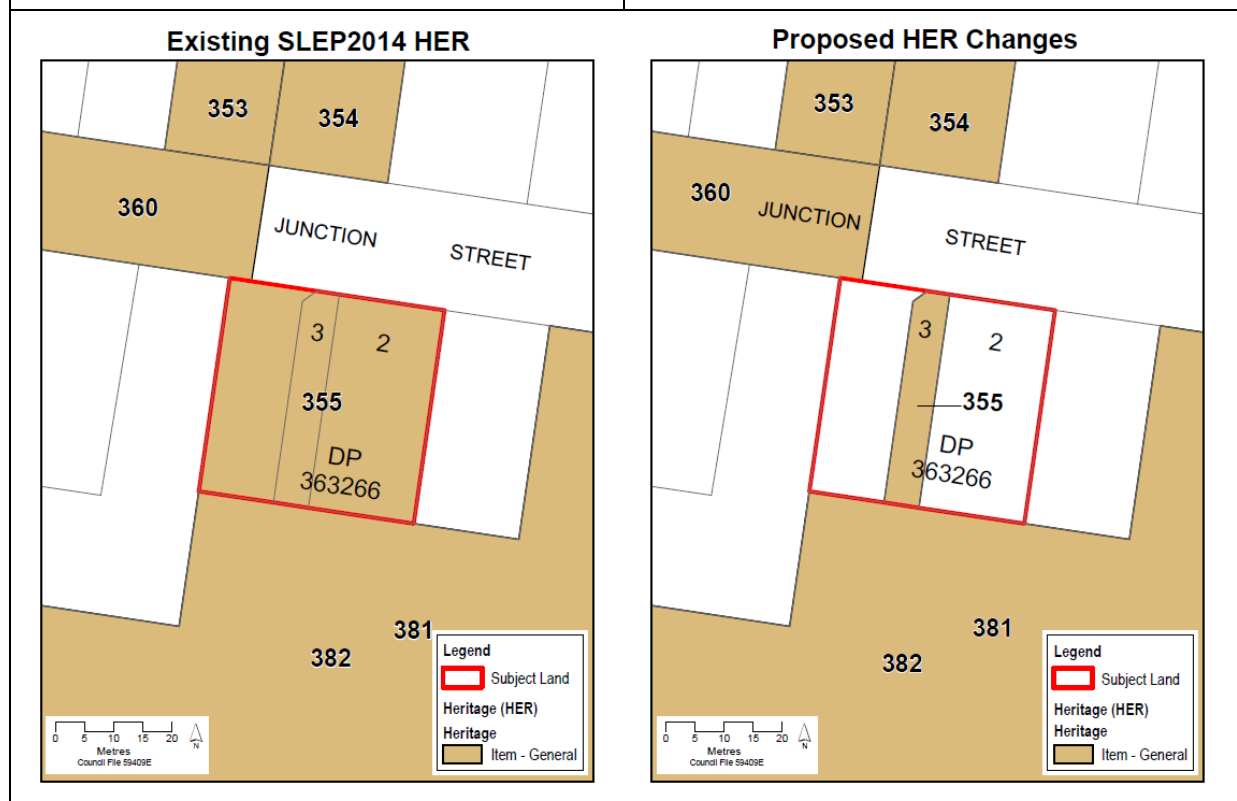 Existing SLEP2014 HER
353
354
360
JUNCTION STREET
3
2
355
DP
363266
381
382
Legend
Subject Land
Heritage (HER)
Heritage
Item - General
0 5 10 15 20
Metres
Council File 59409E
N
Proposed HER Changes
353
354
360
JUNCTION STREET
3
2
355
DP
363266
381
382
Legend
Subject Land
Heritage (HER)
Heritage
Item - General
0 5 10 15 20
Metres
Council File 59409E
N